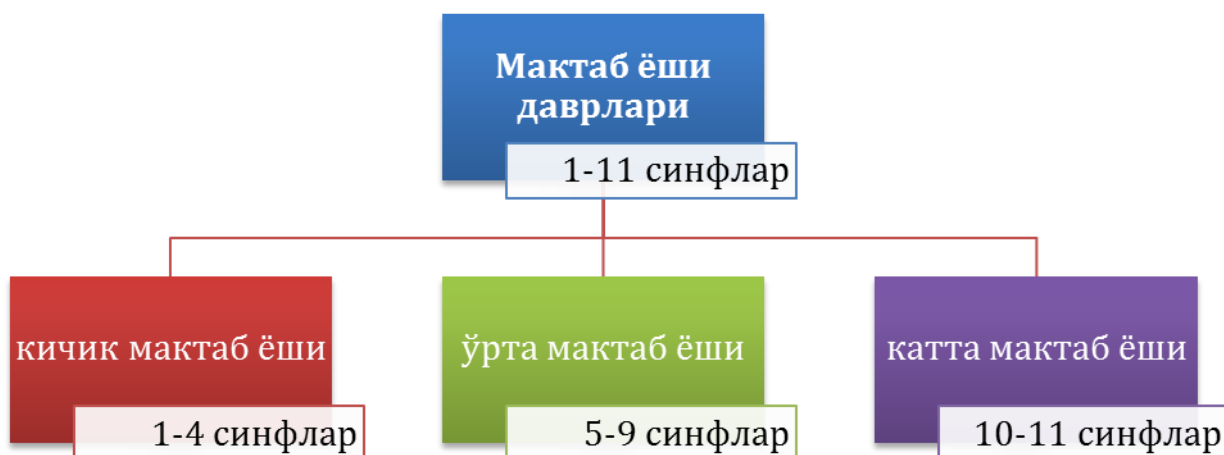 Мактаб ёши
даврлари
1-11 синфлар
кичик мактаб ёши
1-4 синфлар
ўрта мактаб ёши
5-9 синфлар
катта мактаб ёши
10-11 синфлар